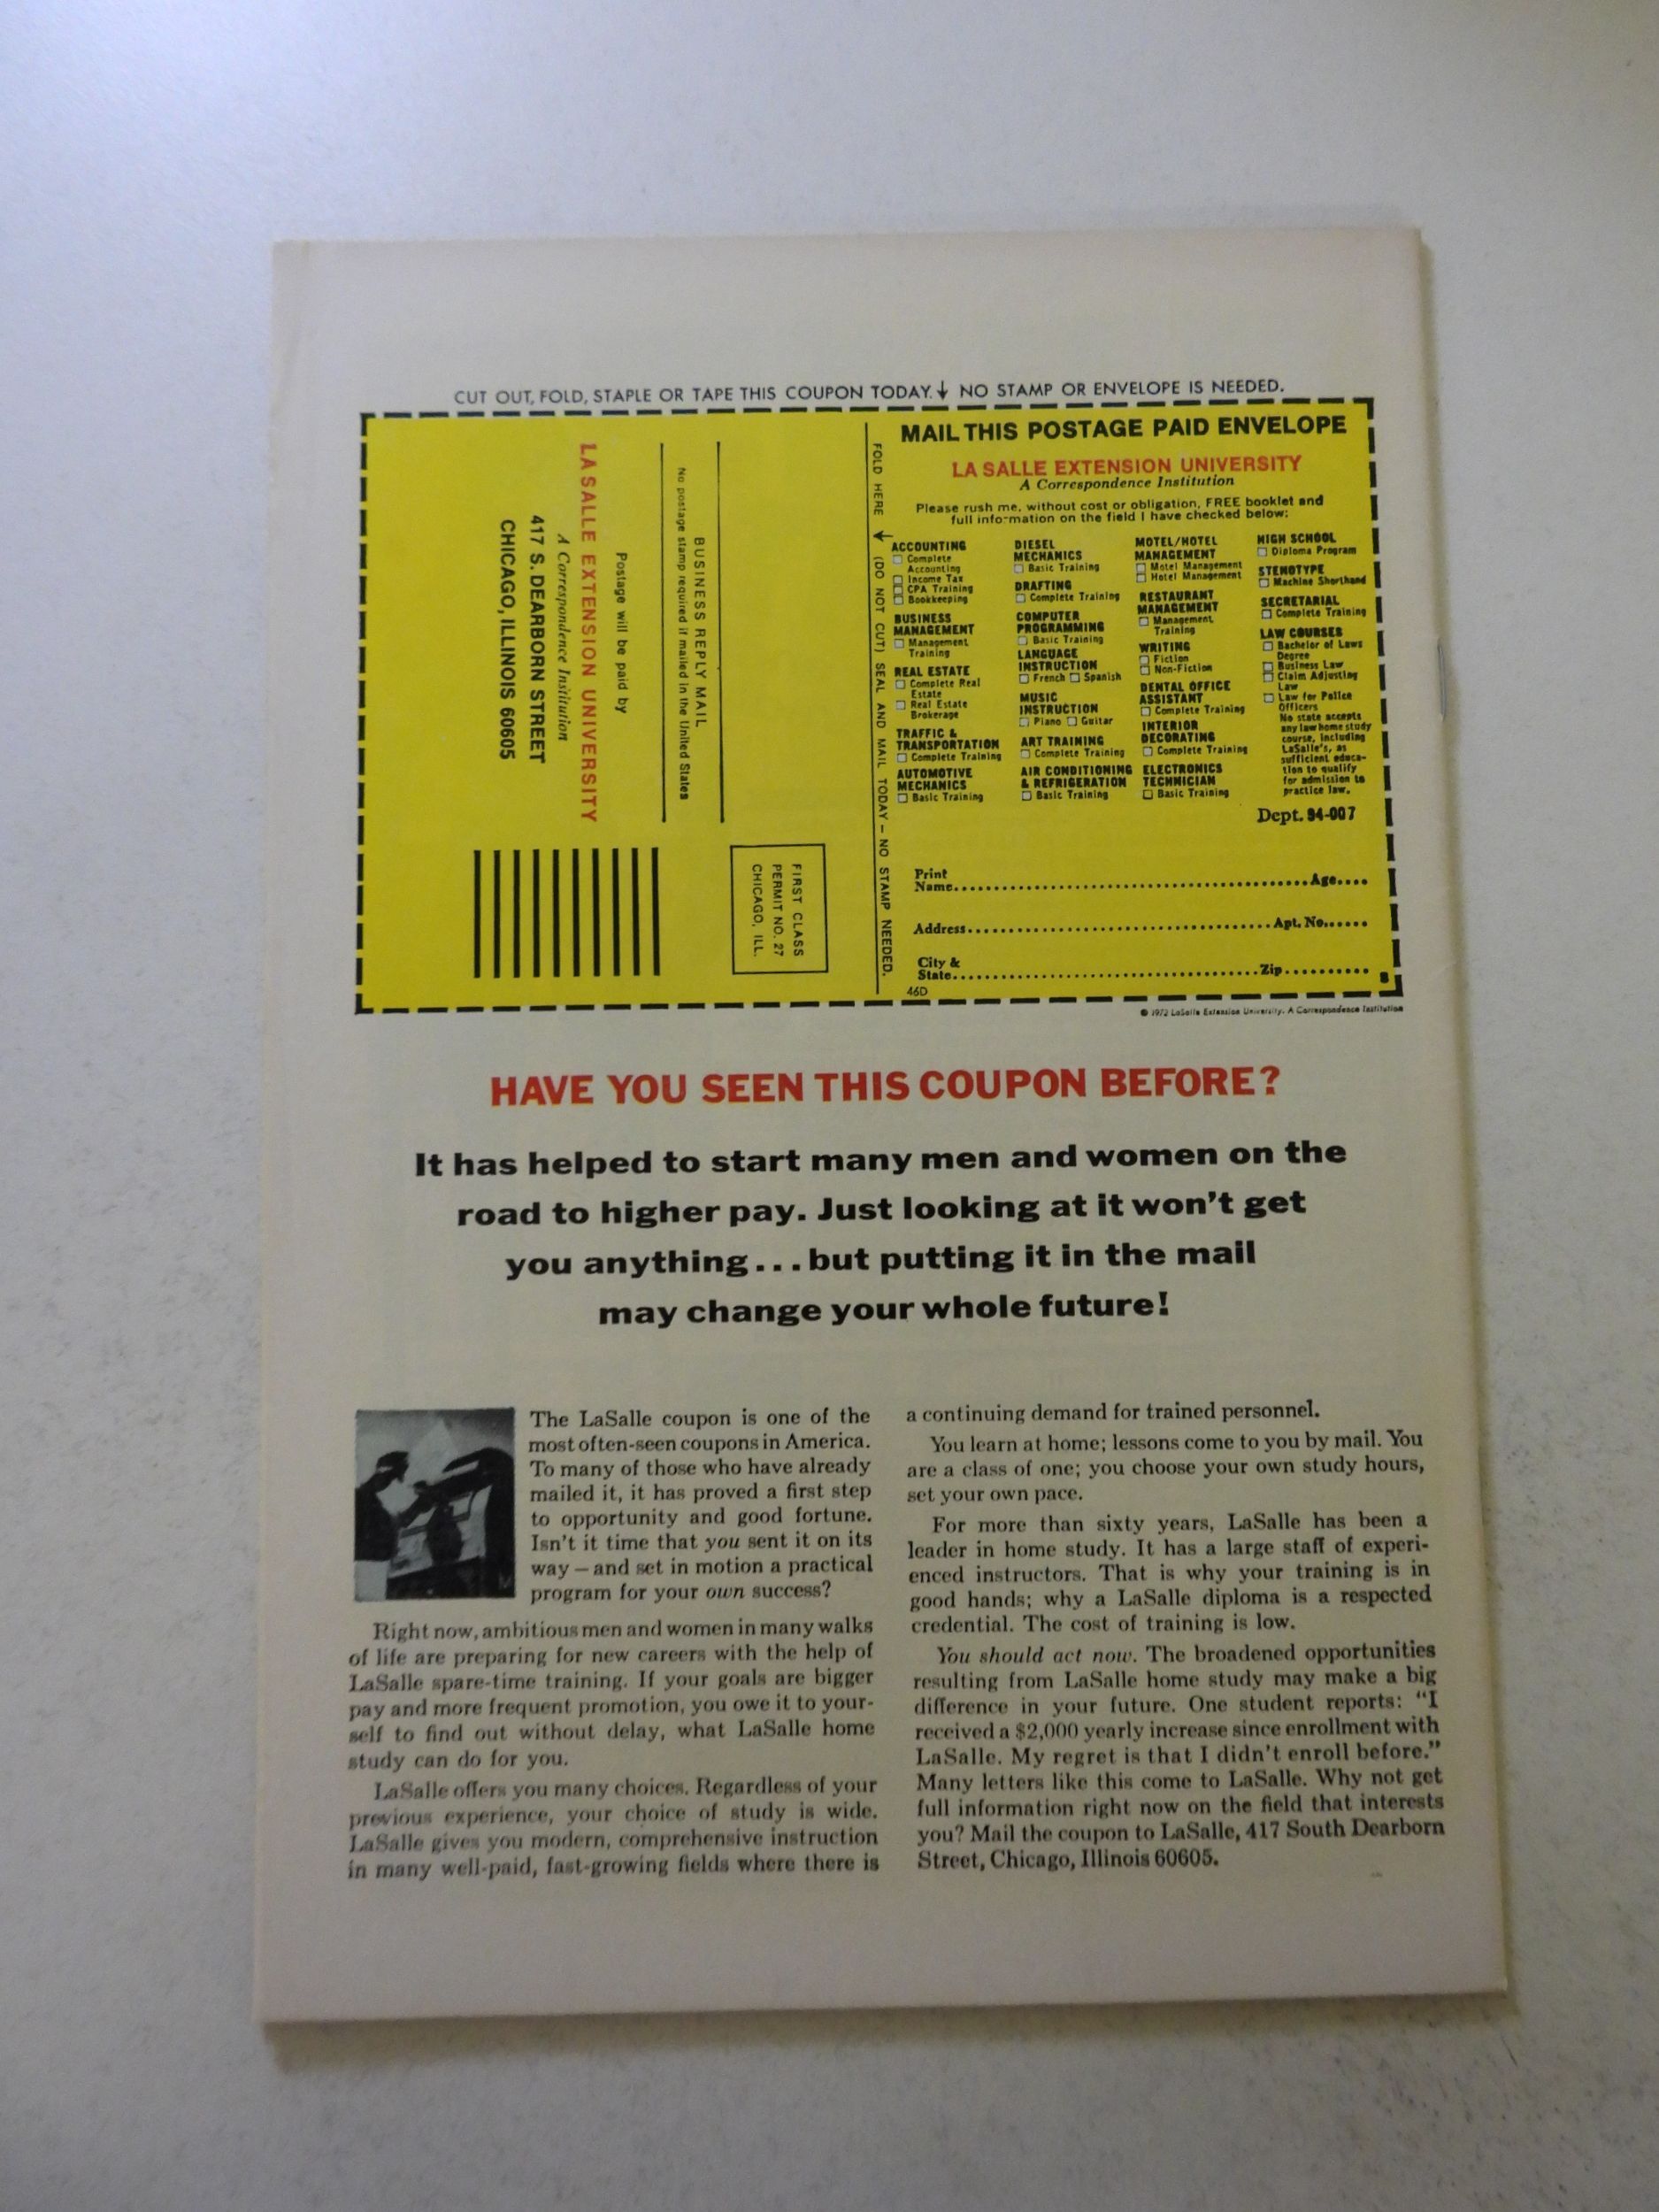 CUT OUT, FOLD, STAPLE OR TAPE THIS COUPON TODAY.↓ NO STAMP OR ENVELOPE IS NEEDED.
LA SALLE EXTENSION UNIVERSITY
A Correspondence Institution
417 S. DEARBORN STREET
CHICAGO, ILLINOIS 60605
Postage will be paid by
No postage stamp required if mailed in the United States
BUSINESS REPLY MAIL
FIRST CLASS
PERMIT NO. 27
CHICAGO, ILL.
FOLD HERE ↓ (DO NOT CUT) SEAL AND MAIL TODAY — NO STAMP NEEDED.
MAIL THIS POSTAGE PAID ENVELOPE
LA SALLE EXTENSION UNIVERSITY
A Correspondence Institution
Please rush me, without cost or obligation, FREE booklet and
full information on the field I have checked below:
ACCOUNTING
☐ Complete
Accounting
☐ Income Tax
☐ CPA Training
☐ Bookkeeping
BUSINESS
MANAGEMENT
☐ Management
Training
REAL ESTATE
☐ Complete Real
Estate
☐ Real Estate
Brokerage
TRAFFIC &
TRANSPORTATION
☐ Complete Training
AUTOMOTIVE
MECHANICS
☐ Basic Training
DIESEL
MECHANICS
☐ Basic Training
DRAFTING
☐ Complete Training
COMPUTER
PROGRAMMING
☐ Basic Training
LANGUAGE
INSTRUCTION
☐ French ☐ Spanish
MUSIC
INSTRUCTION
☐ Piano ☐ Guitar
ART TRAINING
☐ Complete Training
AIR CONDITIONING
& REFRIGERATION
☐ Basic Training
MOTEL/HOTEL
MANAGEMENT
☐ Motel Management
☐ Hotel Management
RESTAURANT
MANAGEMENT
☐ Management
Training
WRITING
☐ Fiction
☐ Non-Fiction
DENTAL OFFICE
ASSISTANT
☐ Complete Training
INTERIOR
DECORATING
☐ Complete Training
ELECTRONICS
TECHNICIAN
☐ Basic Training
HIGH SCHOOL
☐ Diploma Program
STENOTYPE
☐ Machine Shorthand
SECRETARIAL
☐ Complete Training
LAW COURSES
☐ Bachelor of Laws
Degree
☐ Business Law
☐ Claim Adjusting
Law
☐ Law for Police
Officers
No state accepts
any law home study
course, including
LaSalle's, as
sufficient educa-
tion to qualify
for admission to
practice law.
Dept. 94-007
Print
Name.......Age....
Address.......Apt. No......
City &
State.......Zip..........
46D
© 1972 LaSalle Extension University. A Correspondence Institution
HAVE YOU SEEN THIS COUPON BEFORE?
It has helped to start many men and women on the
road to higher pay. Just looking at it won't get
you anything...but putting it in the mail
may change your whole future!
The LaSalle coupon is one of the
most often-seen coupons in America.
To many of those who have already
mailed it, it has proved a first step
to opportunity and good fortune.
Isn't it time that you sent it on its
way — and set in motion a practical
program for your own success?
Right now, ambitious men and women in many walks
of life are preparing for new careers with the help of
LaSalle spare-time training. If your goals are bigger
pay and more frequent promotion, you owe it to your-
self to find out without delay, what LaSalle home
study can do for you.
LaSalle offers you many choices. Regardless of your
previous experience, your choice of study is wide.
LaSalle gives you modern, comprehensive instruction
in many well-paid, fast-growing fields where there is
a continuing demand for trained personnel.
You learn at home; lessons come to you by mail. You
are a class of one; you choose your own study hours,
set your own pace.
For more than sixty years, LaSalle has been a
leader in home study. It has a large staff of experi-
enced instructors. That is why your training is in
good hands; why a LaSalle diploma is a respected
credential. The cost of training is low.
You should act now. The broadened opportunities
resulting from LaSalle home study may make a big
difference in your future. One student reports: "I
received a $2,000 yearly increase since enrollment with
LaSalle. My regret is that I didn't enroll before."
Many letters like this come to LaSalle. Why not get
full information right now on the field that interests
you? Mail the coupon to LaSalle, 417 South Dearborn
Street, Chicago, Illinois 60605.